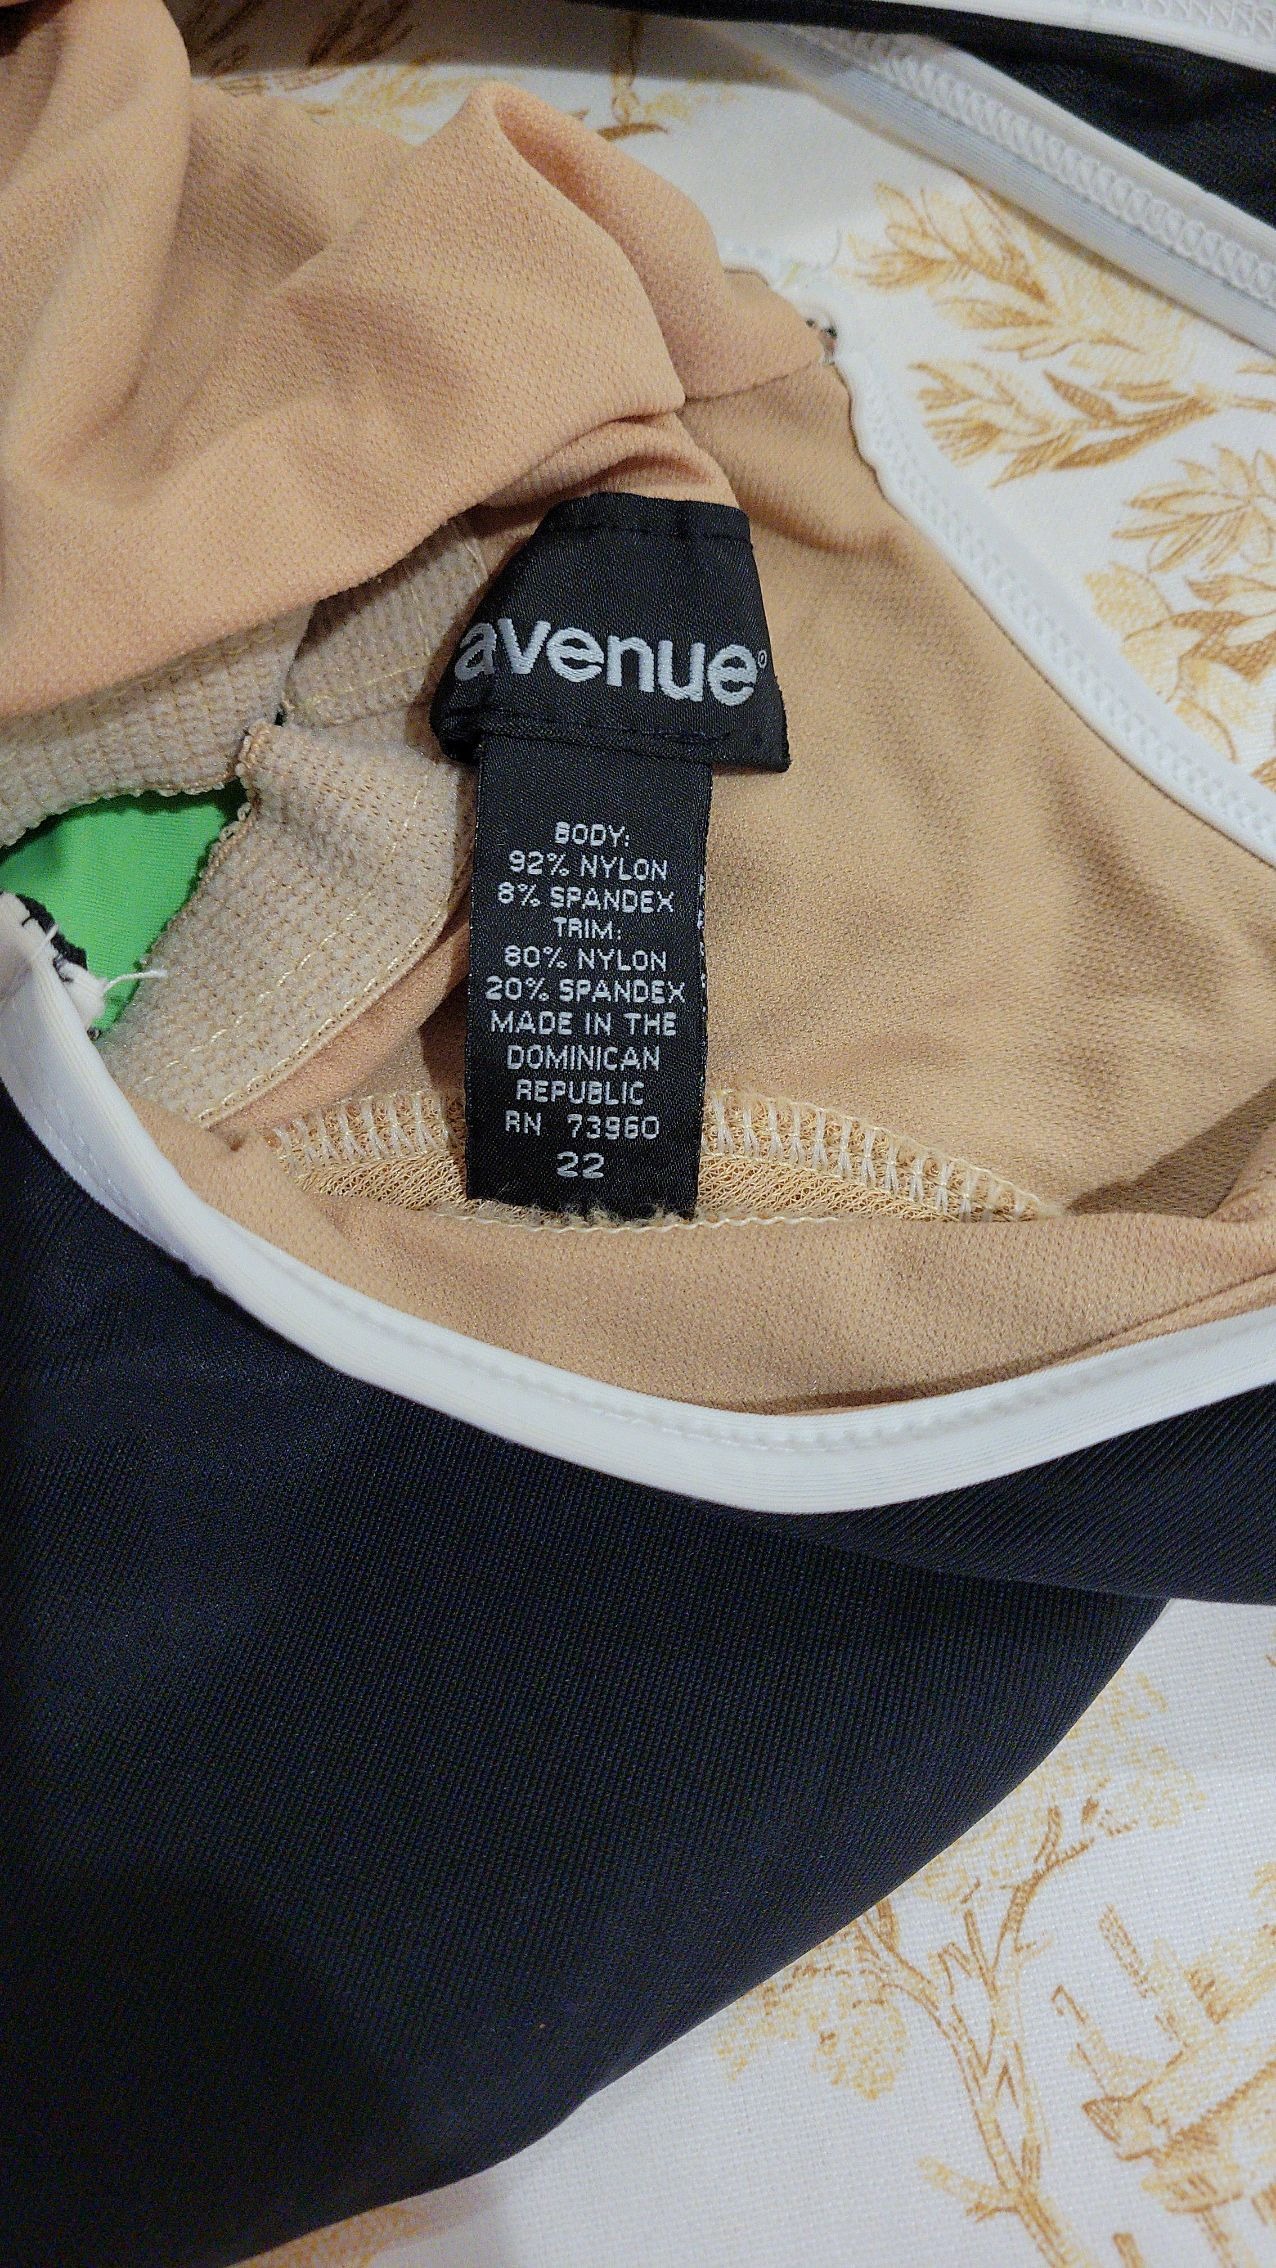 avenue®
BODY:
92% NYLON
8% SPANDEX
TRIM:
80% NYLON
20% SPANDEX
MADE IN THE
DOMINICAN
REPUBLIC
RN 73960
22